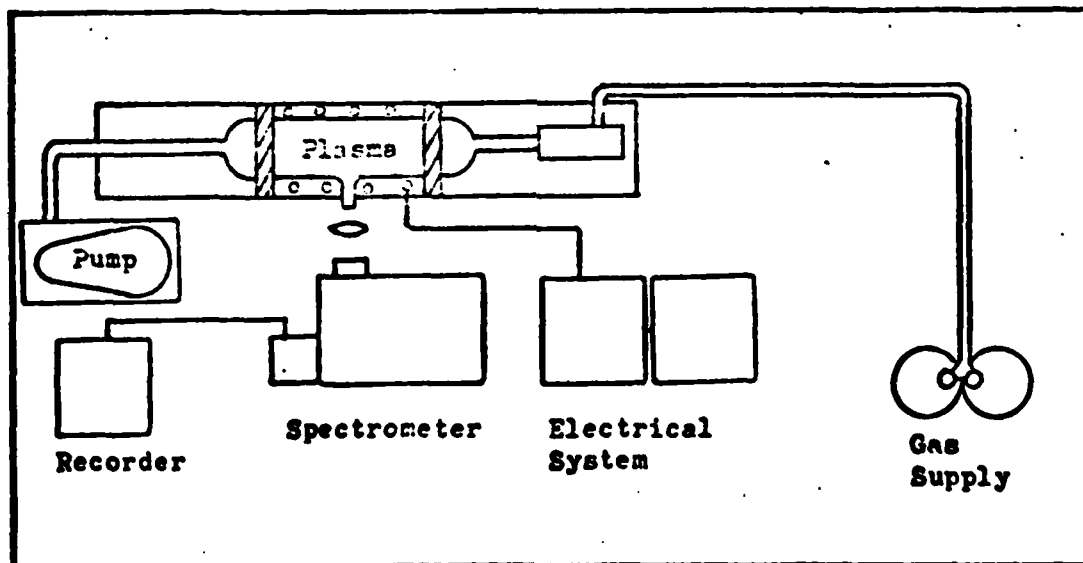 Plasma
Pump
Recorder
Spectrometer
Electrical
System
Gas
Supply